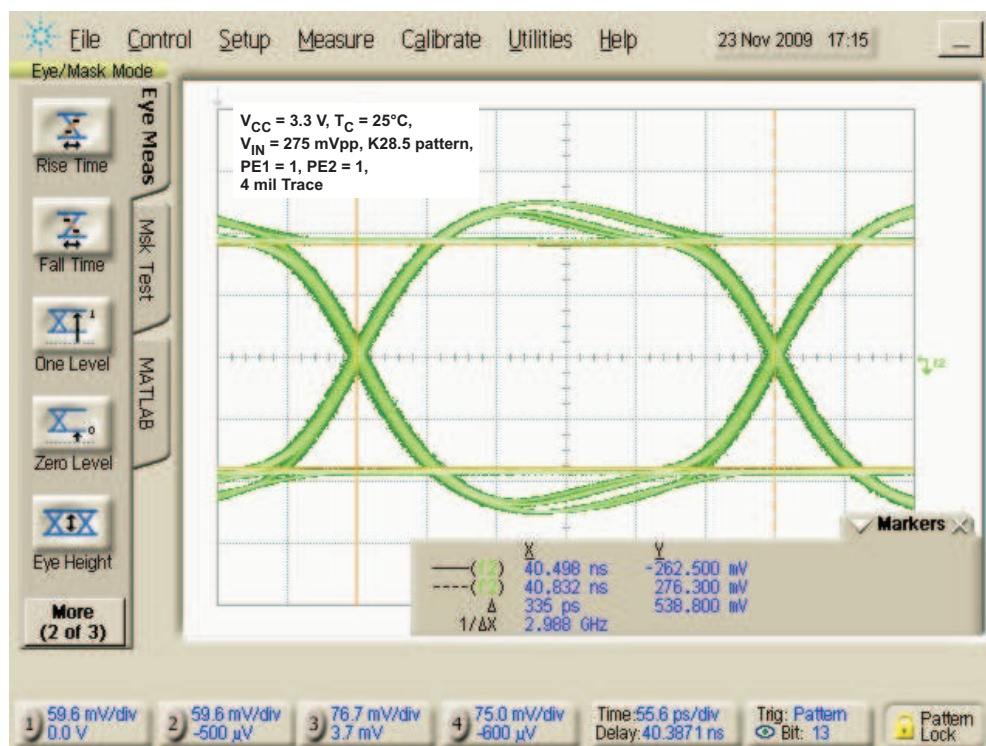 File Control Setup Measure Calibrate Utilities Help 23 Nov 2009 17:15
Eye/Mask Mode
Eye Meas
Msk Test
MATLAB
Rise Time
Fall Time
One Level
Zero Level
Eye Height
More
(2 of 3)
VCC = 3.3 V, TC = 25°C,
VIN = 275 mVpp, K28.5 pattern,
PE1 = 1, PE2 = 1,
4 mil Trace
f2
Markers
X Y
(f2) 40.498 ns -262.500 mV
(f2) 40.832 ns 276.300 mV
Δ 335 ps 538.800 mV
1/ΔX 2.988 GHz
1) 59.6 mV/div
0.0 V
2) 59.6 mV/div
-500 µV
3) 76.7 mV/div
3.7 mV
4) 75.0 mV/div
-600 µV
Time:55.6 ps/div
Delay:40.3871 ns
Trig: Pattern
Bit: 13
Pattern
Lock